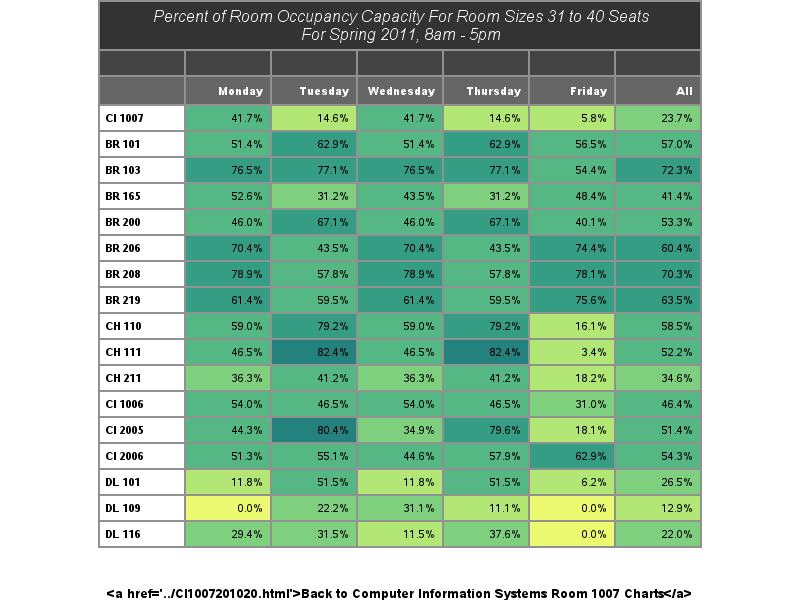 Percent of Room Occupancy Capacity For Room Sizes 31 to 40 Seats
For Spring 2011, 8am - 5pm
Monday Tuesday Wednesday Thursday Friday All
CI 1007 41.7% 14.6% 41.7% 14.6% 5.8% 23.7%
BR 101 51.4% 62.9% 51.4% 62.9% 56.5% 57.0%
BR 103 76.5% 77.1% 76.5% 77.1% 54.4% 72.3%
BR 165 52.6% 31.2% 43.5% 31.2% 48.4% 41.4%
BR 200 46.0% 67.1% 46.0% 67.1% 40.1% 53.3%
BR 206 70.4% 43.5% 70.4% 43.5% 74.4% 60.4%
BR 208 78.9% 57.8% 78.9% 57.8% 78.1% 70.3%
BR 219 61.4% 59.5% 61.4% 59.5% 75.6% 63.5%
CH 110 59.0% 79.2% 59.0% 79.2% 16.1% 58.5%
CH 111 46.5% 82.4% 46.5% 82.4% 3.4% 52.2%
CH 211 36.3% 41.2% 36.3% 41.2% 18.2% 34.6%
CI 1006 54.0% 46.5% 54.0% 46.5% 31.0% 46.4%
CI 2005 44.3% 80.4% 34.9% 79.6% 18.1% 51.4%
CI 2006 51.3% 55.1% 44.6% 57.9% 62.9% 54.3%
DL 101 11.8% 51.5% 11.8% 51.5% 6.2% 26.5%
DL 109 0.0% 22.2% 31.1% 11.1% 0.0% 12.9%
DL 116 29.4% 31.5% 11.5% 37.6% 0.0% 22.0%
&lt;a href='../CI1007201020.html'&gt;Back to Computer Information Systems Room 1007 Charts&lt;/a&gt;